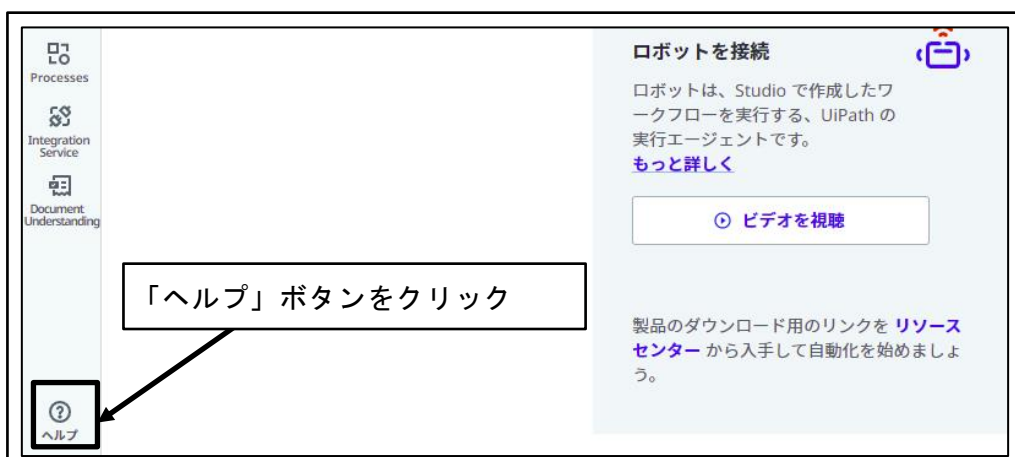 Processes
Integration
Service
Document
Understanding
ヘルプ
「ヘルプ」ボタンをクリック
ロボットを接続
ロボットは、Studio で作成したワ
ークフローを実行する、UiPath の
実行エージェントです。
もっと詳しく
ビデオを視聴
製品のダウンロード用のリンクを リソース
センター から入手して自動化を始めましょ
う。